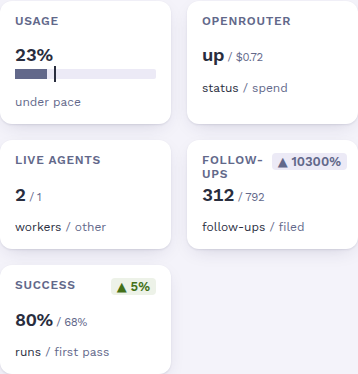 USAGE
23%
under pace
OPENROUTER
up / $0.72
status / spend
LIVE AGENTS
2 / 1
workers / other
FOLLOW-
UPS
▲ 10300%
312 / 792
follow-ups / filed
SUCCESS
▲ 5%
80% / 68%
runs / first pass